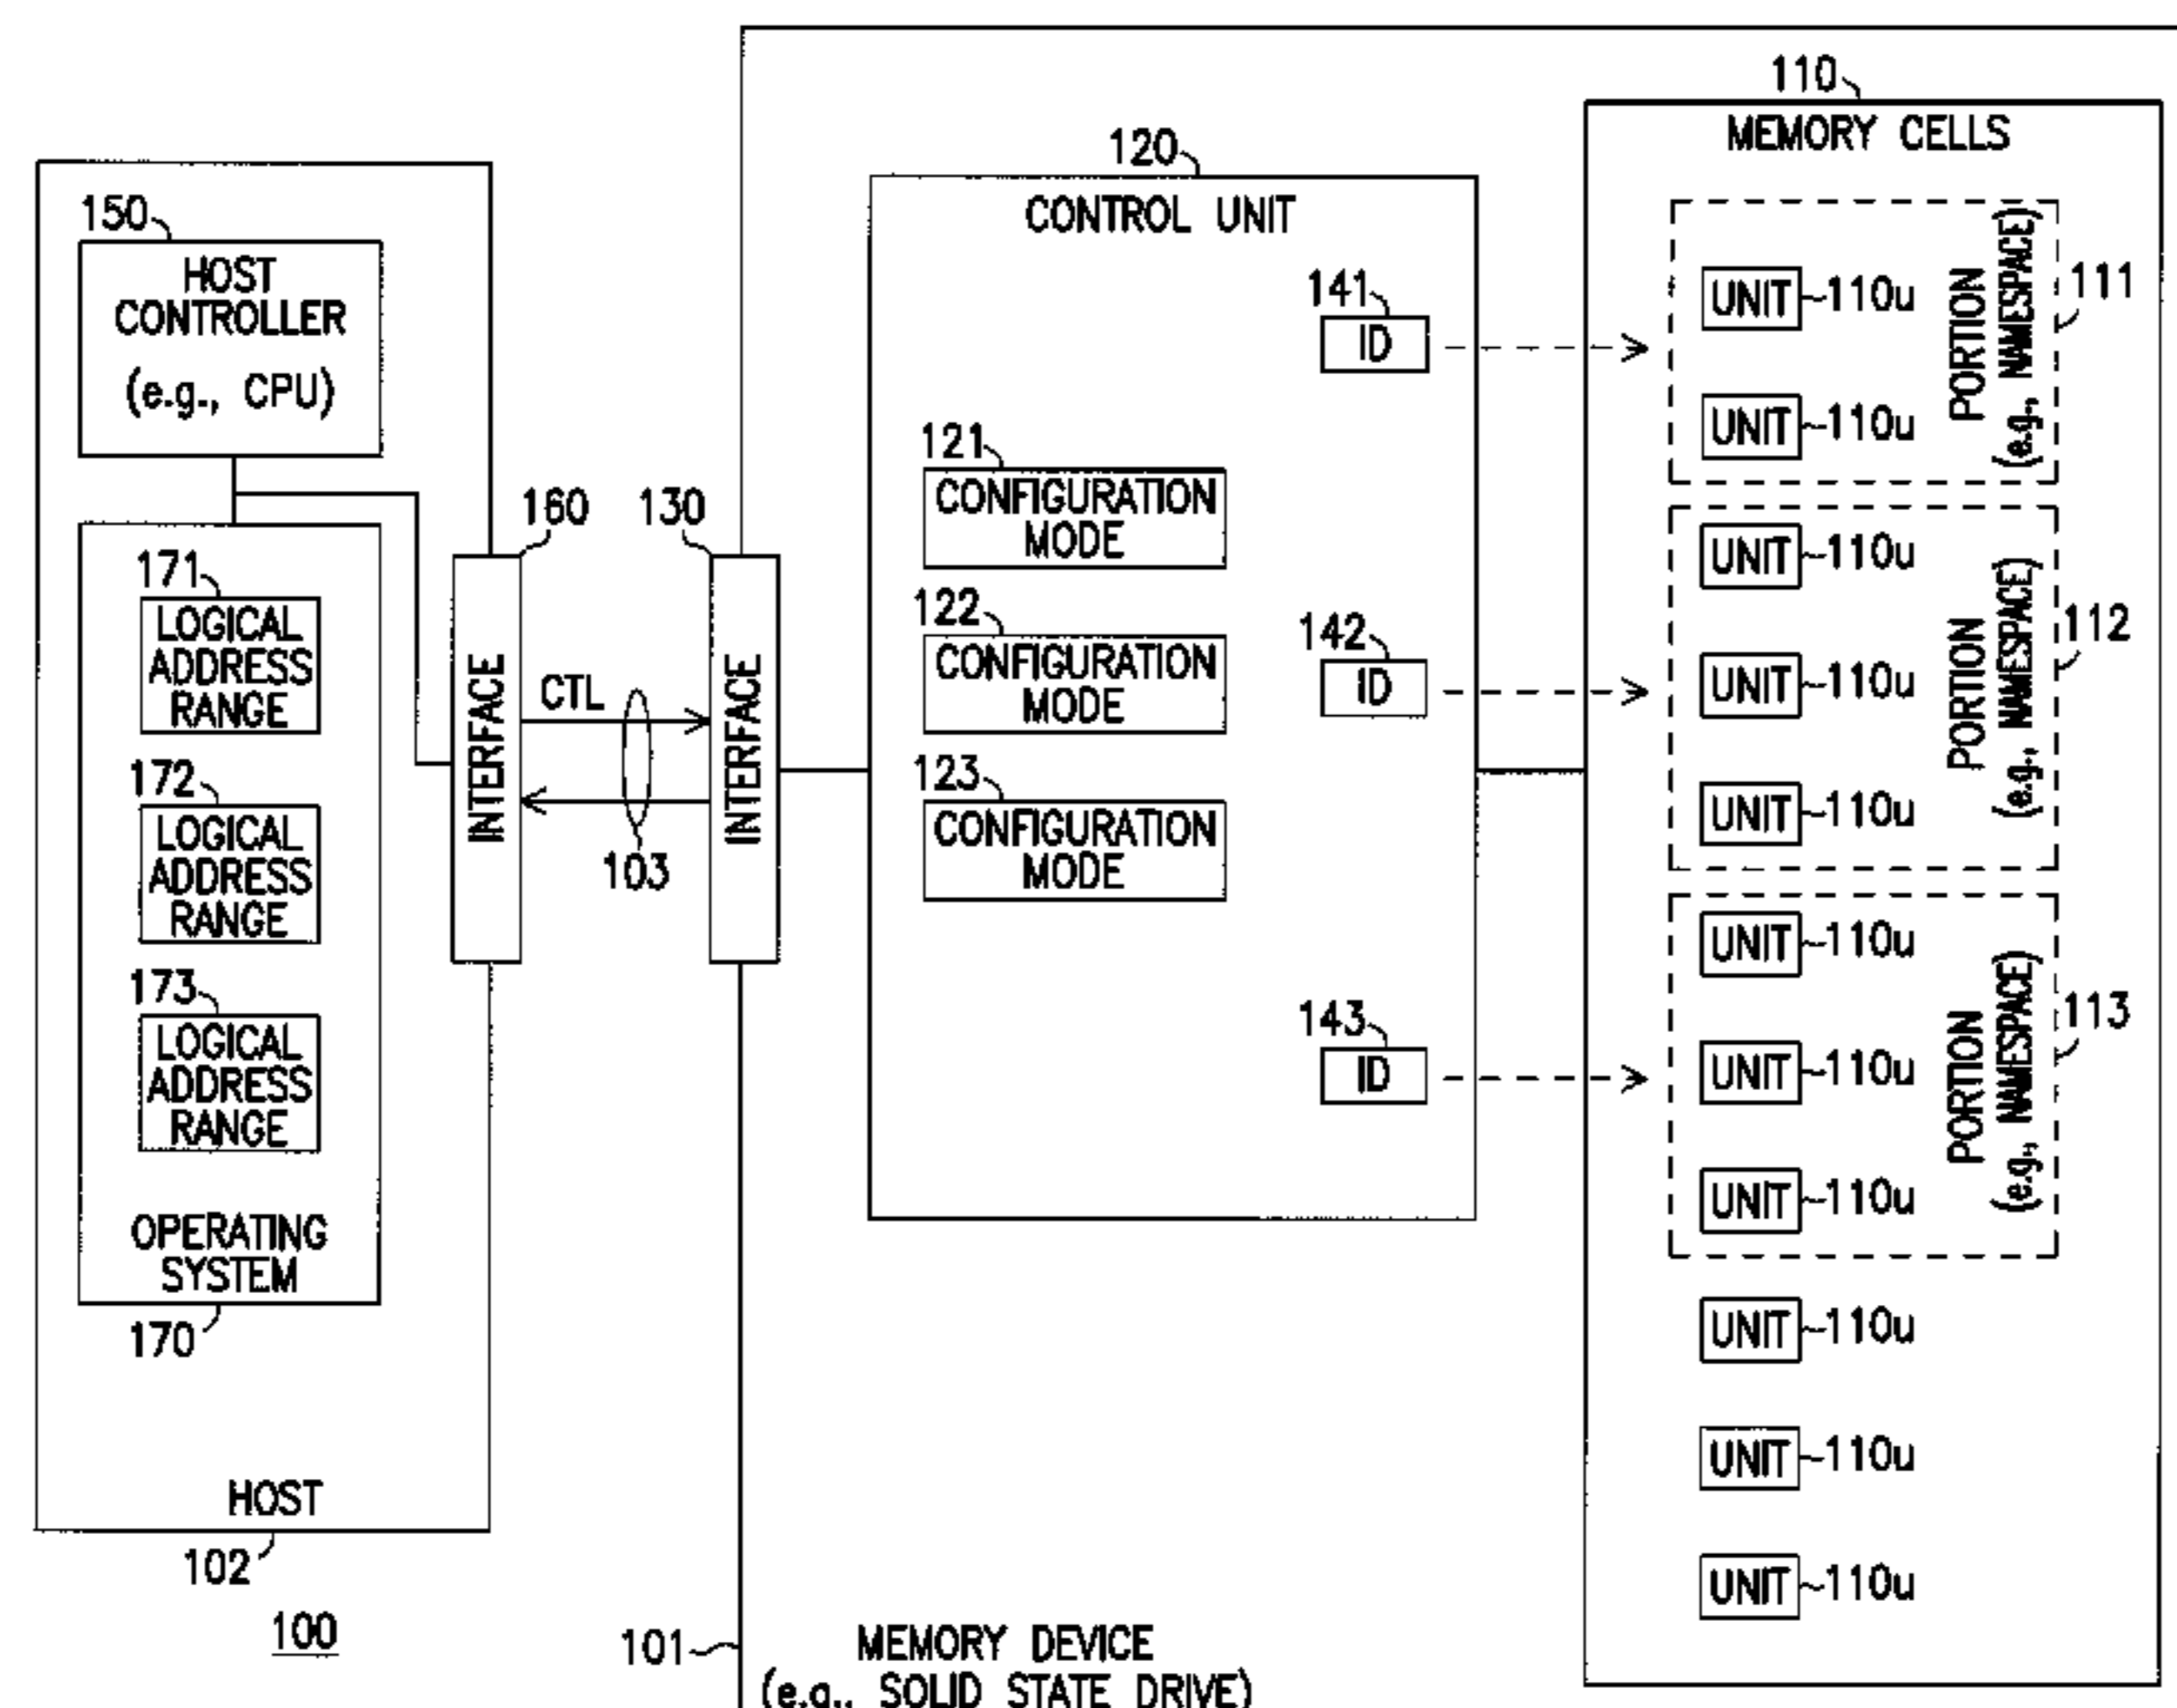 150
HOST
CONTROLLER
(e.g., CPU)
171
LOGICAL
ADDRESS
RANGE
172
LOGICAL
ADDRESS
RANGE
173
LOGICAL
ADDRESS
RANGE
OPERATING
SYSTEM
170
HOST
102
100
160
INTERFACE
CTL
103
130
INTERFACE
120
CONTROL UNIT
121
CONFIGURATION
MODE
122
CONFIGURATION
MODE
123
CONFIGURATION
MODE
141
ID
142
ID
143
ID
110
MEMORY CELLS
UNIT 110u
UNIT 110u
PORTION
(e.g., NAMESPACE)
111
UNIT 110u
UNIT 110u
UNIT 110u
PORTION
(e.g., NAMESPACE)
112
UNIT 110u
UNIT 110u
UNIT 110u
PORTION
(e.g., NAMESPACE)
113
UNIT 110u
UNIT 110u
UNIT 110u
101
MEMORY DEVICE
(e.g., SOLID STATE DRIVE)